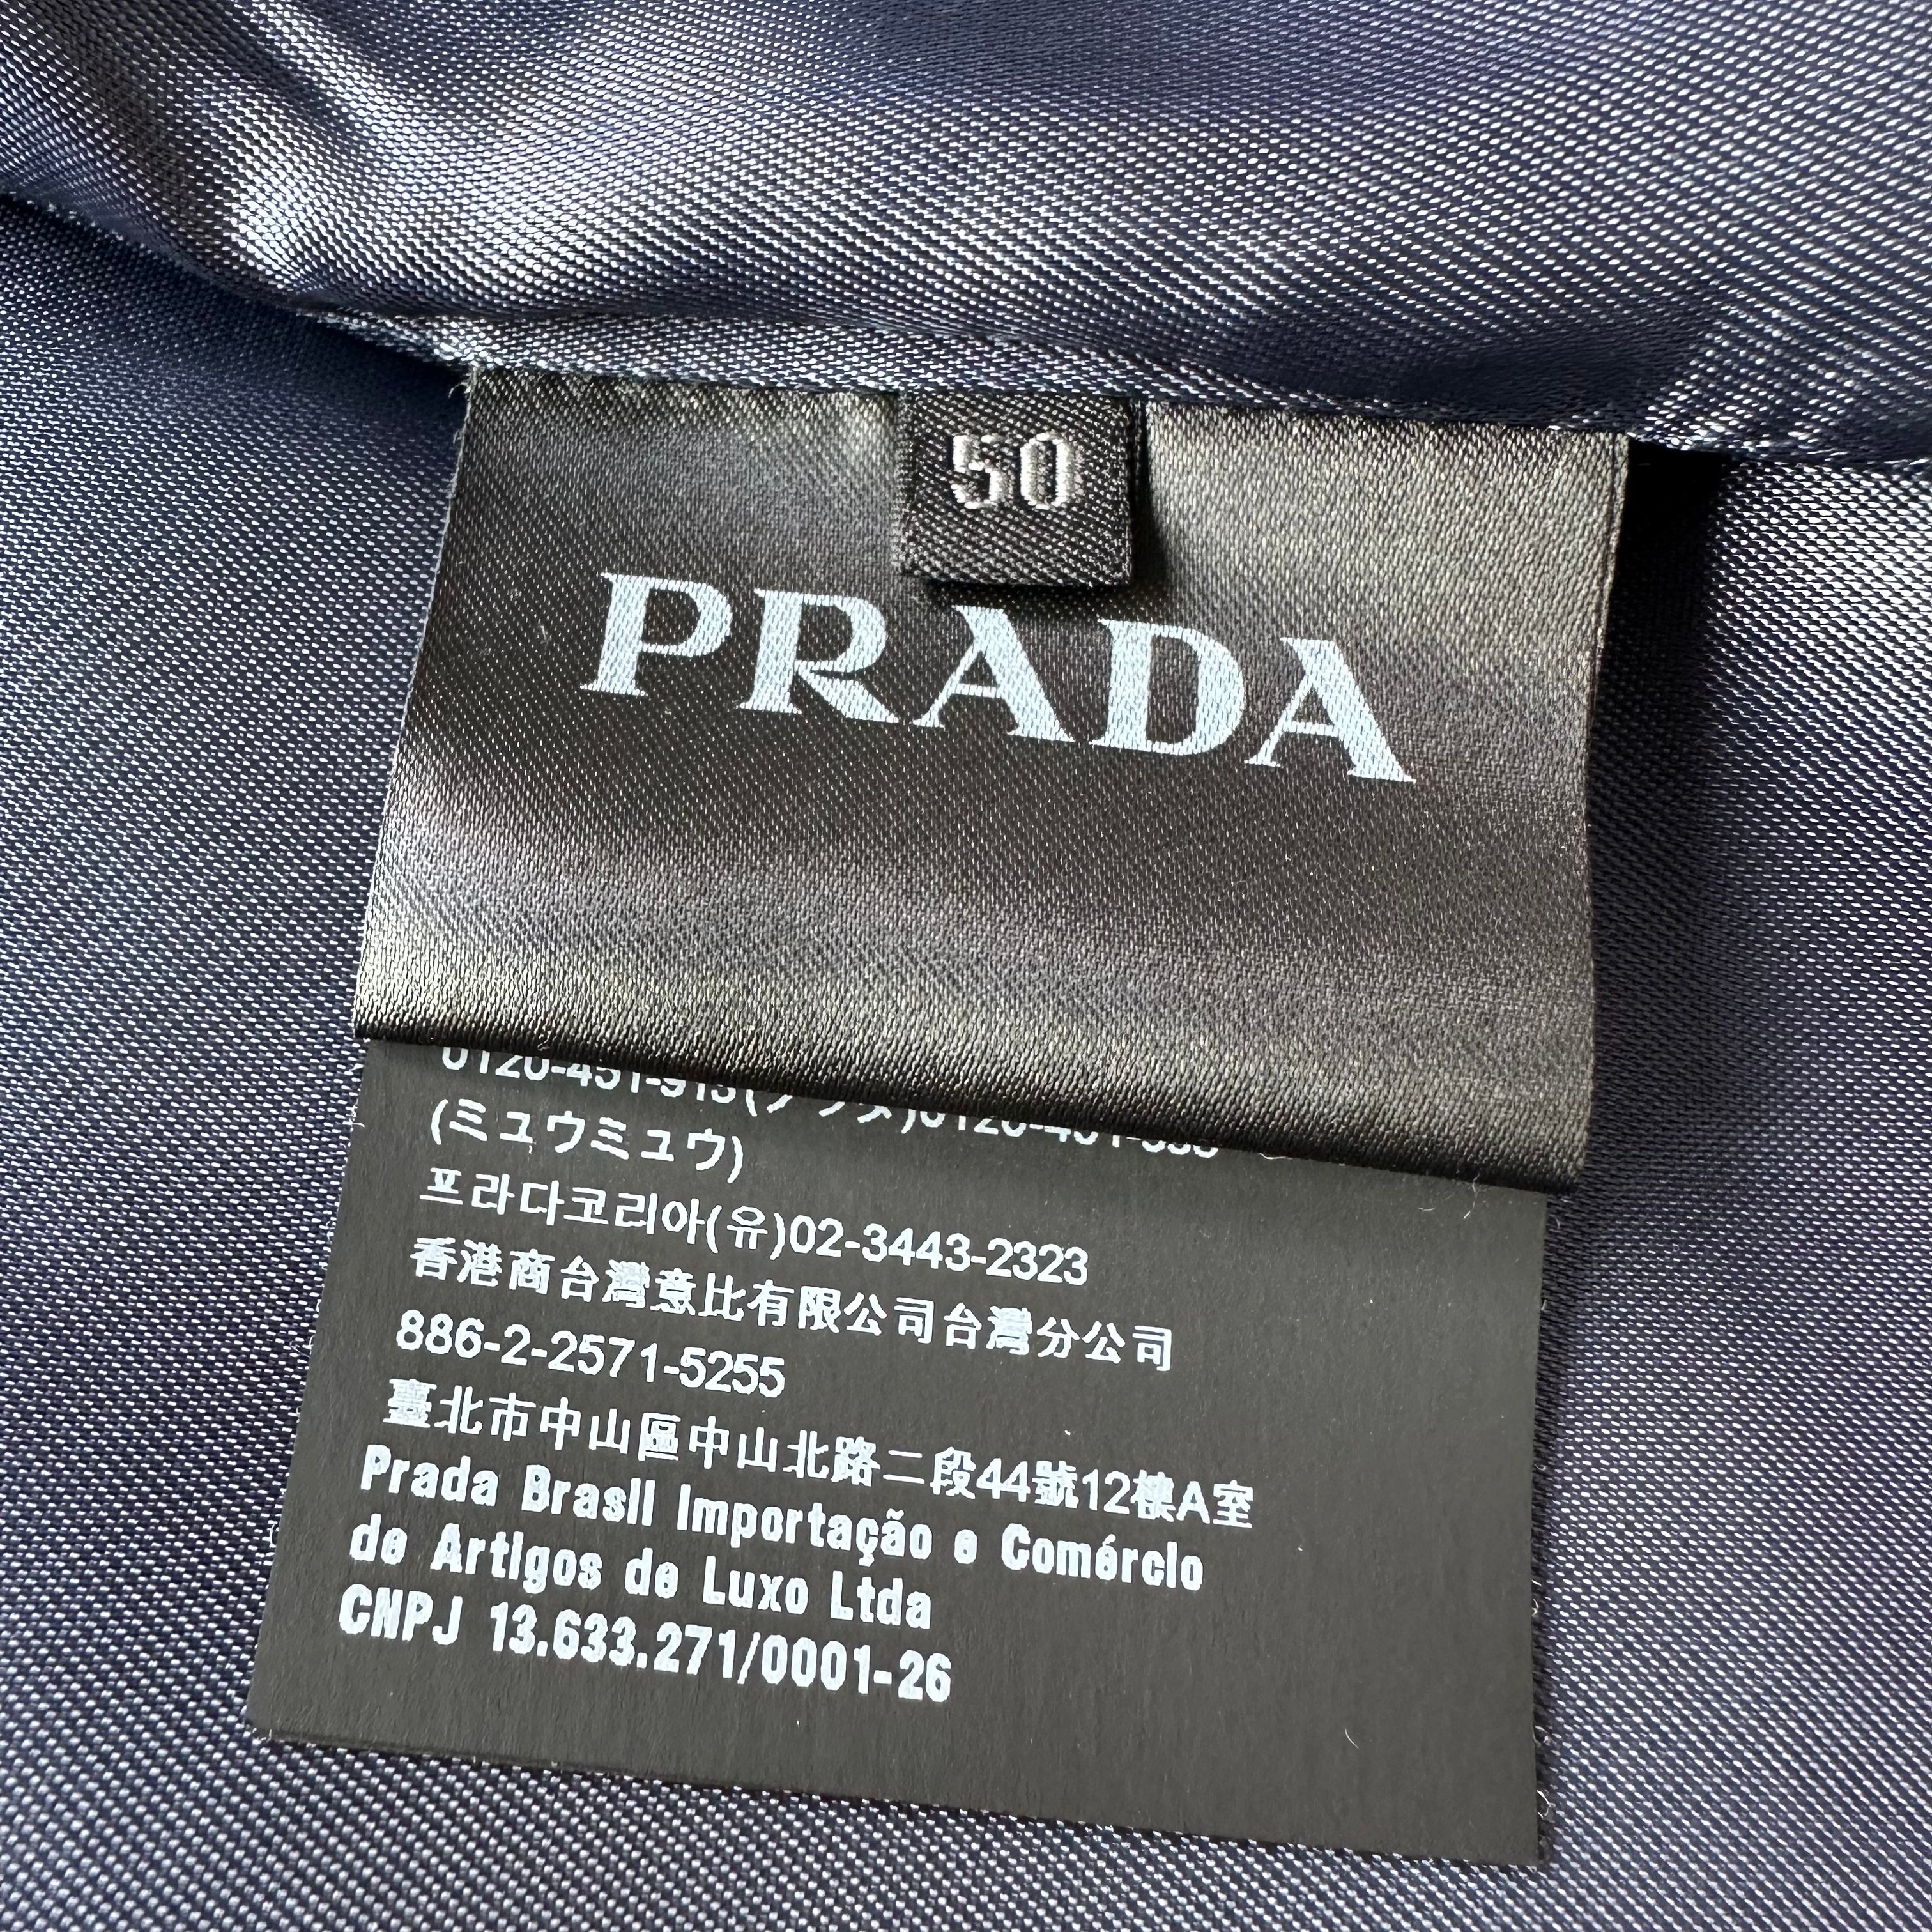 50
PRADA
(ミュウミュウ)
프라다코리아(유)02-3443-2323
香港商台灣意比有限公司台灣分公司
886-2-2571-5255
臺北市中山區中山北路二段44號12樓A室
Prada Brasil Importação e Comércio
de Artigos de Luxo Ltda
CNPJ 13.633.271/0001-26